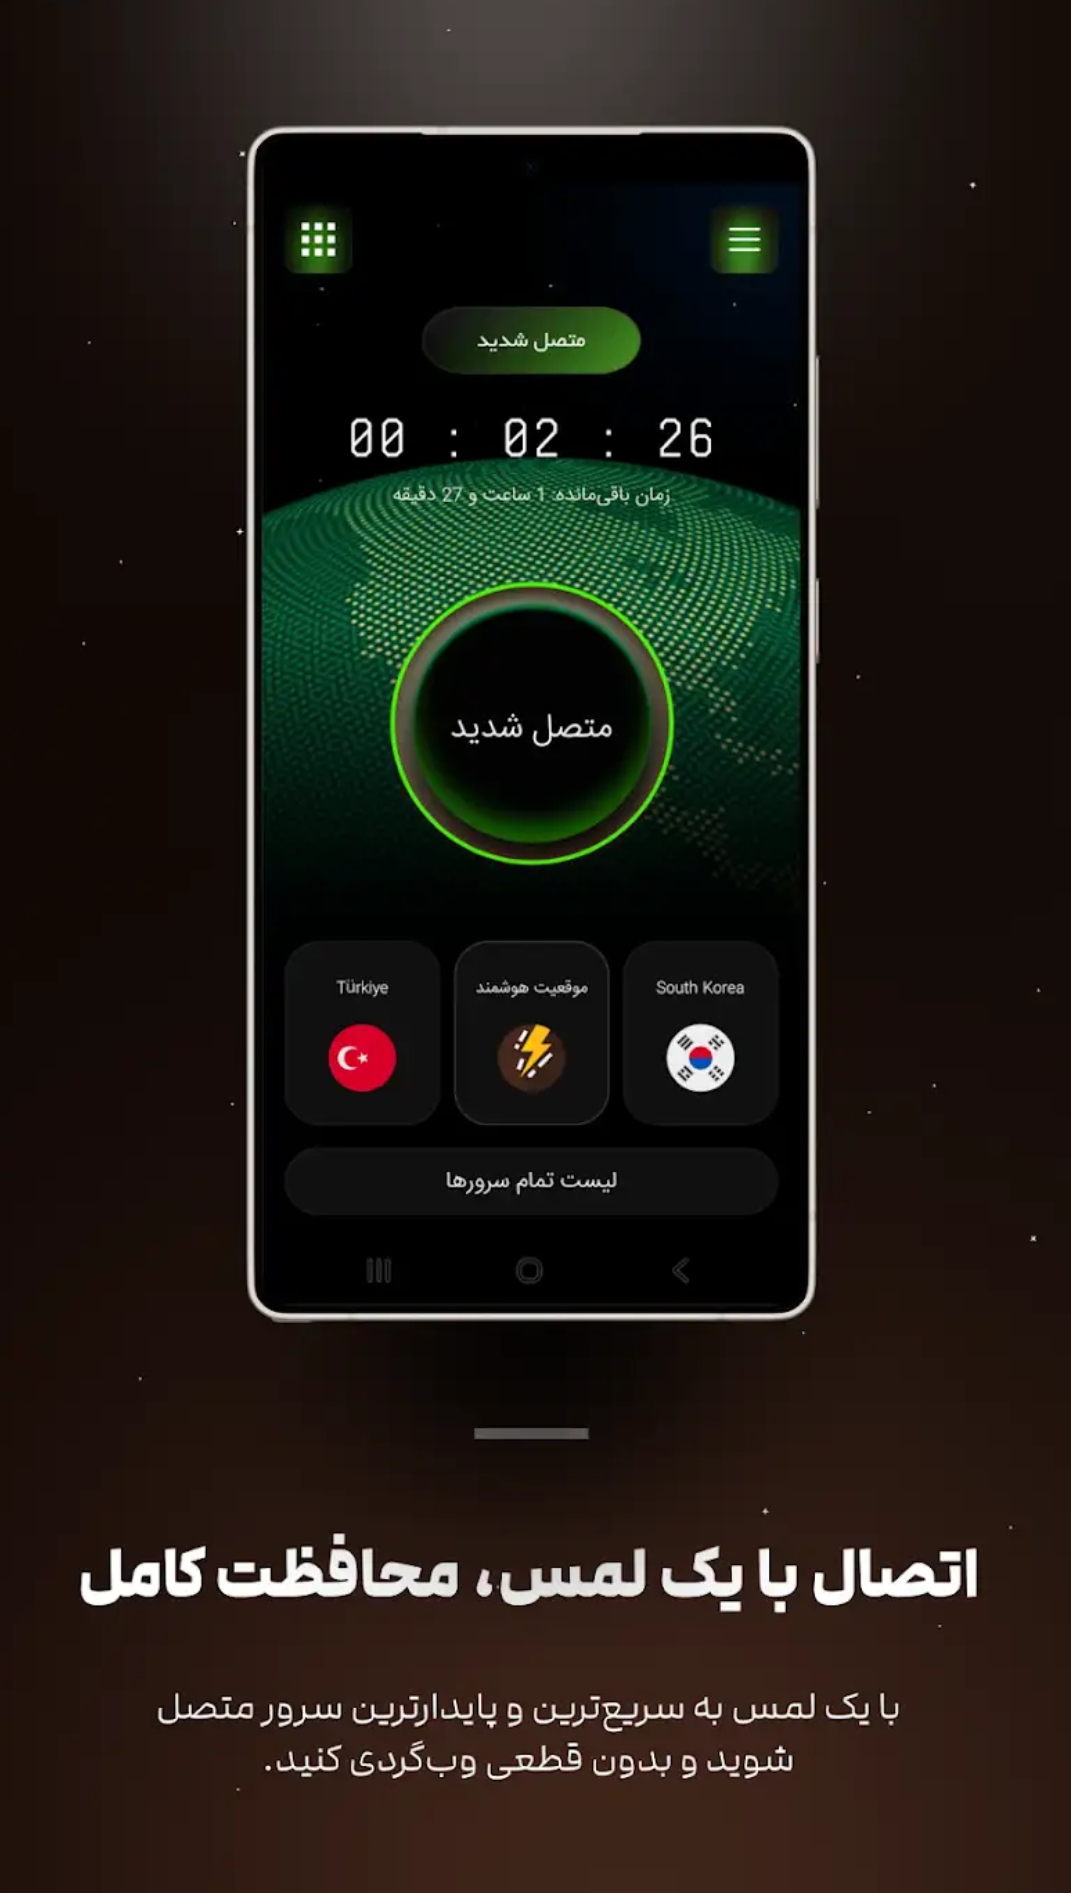 متصل شدید
00 : 02 : 26
زمان باقی‌مانده: 1 ساعت و 27 دقیقه
متصل شدید
South Korea
موقعیت هوشمند
Türkiye
لیست تمام سرورها
اتصال با یک لمس، محافظت کامل
با یک لمس به سریع‌ترین و پایدارترین سرور متصل
شوید و بدون قطعی وب‌گردی کنید.